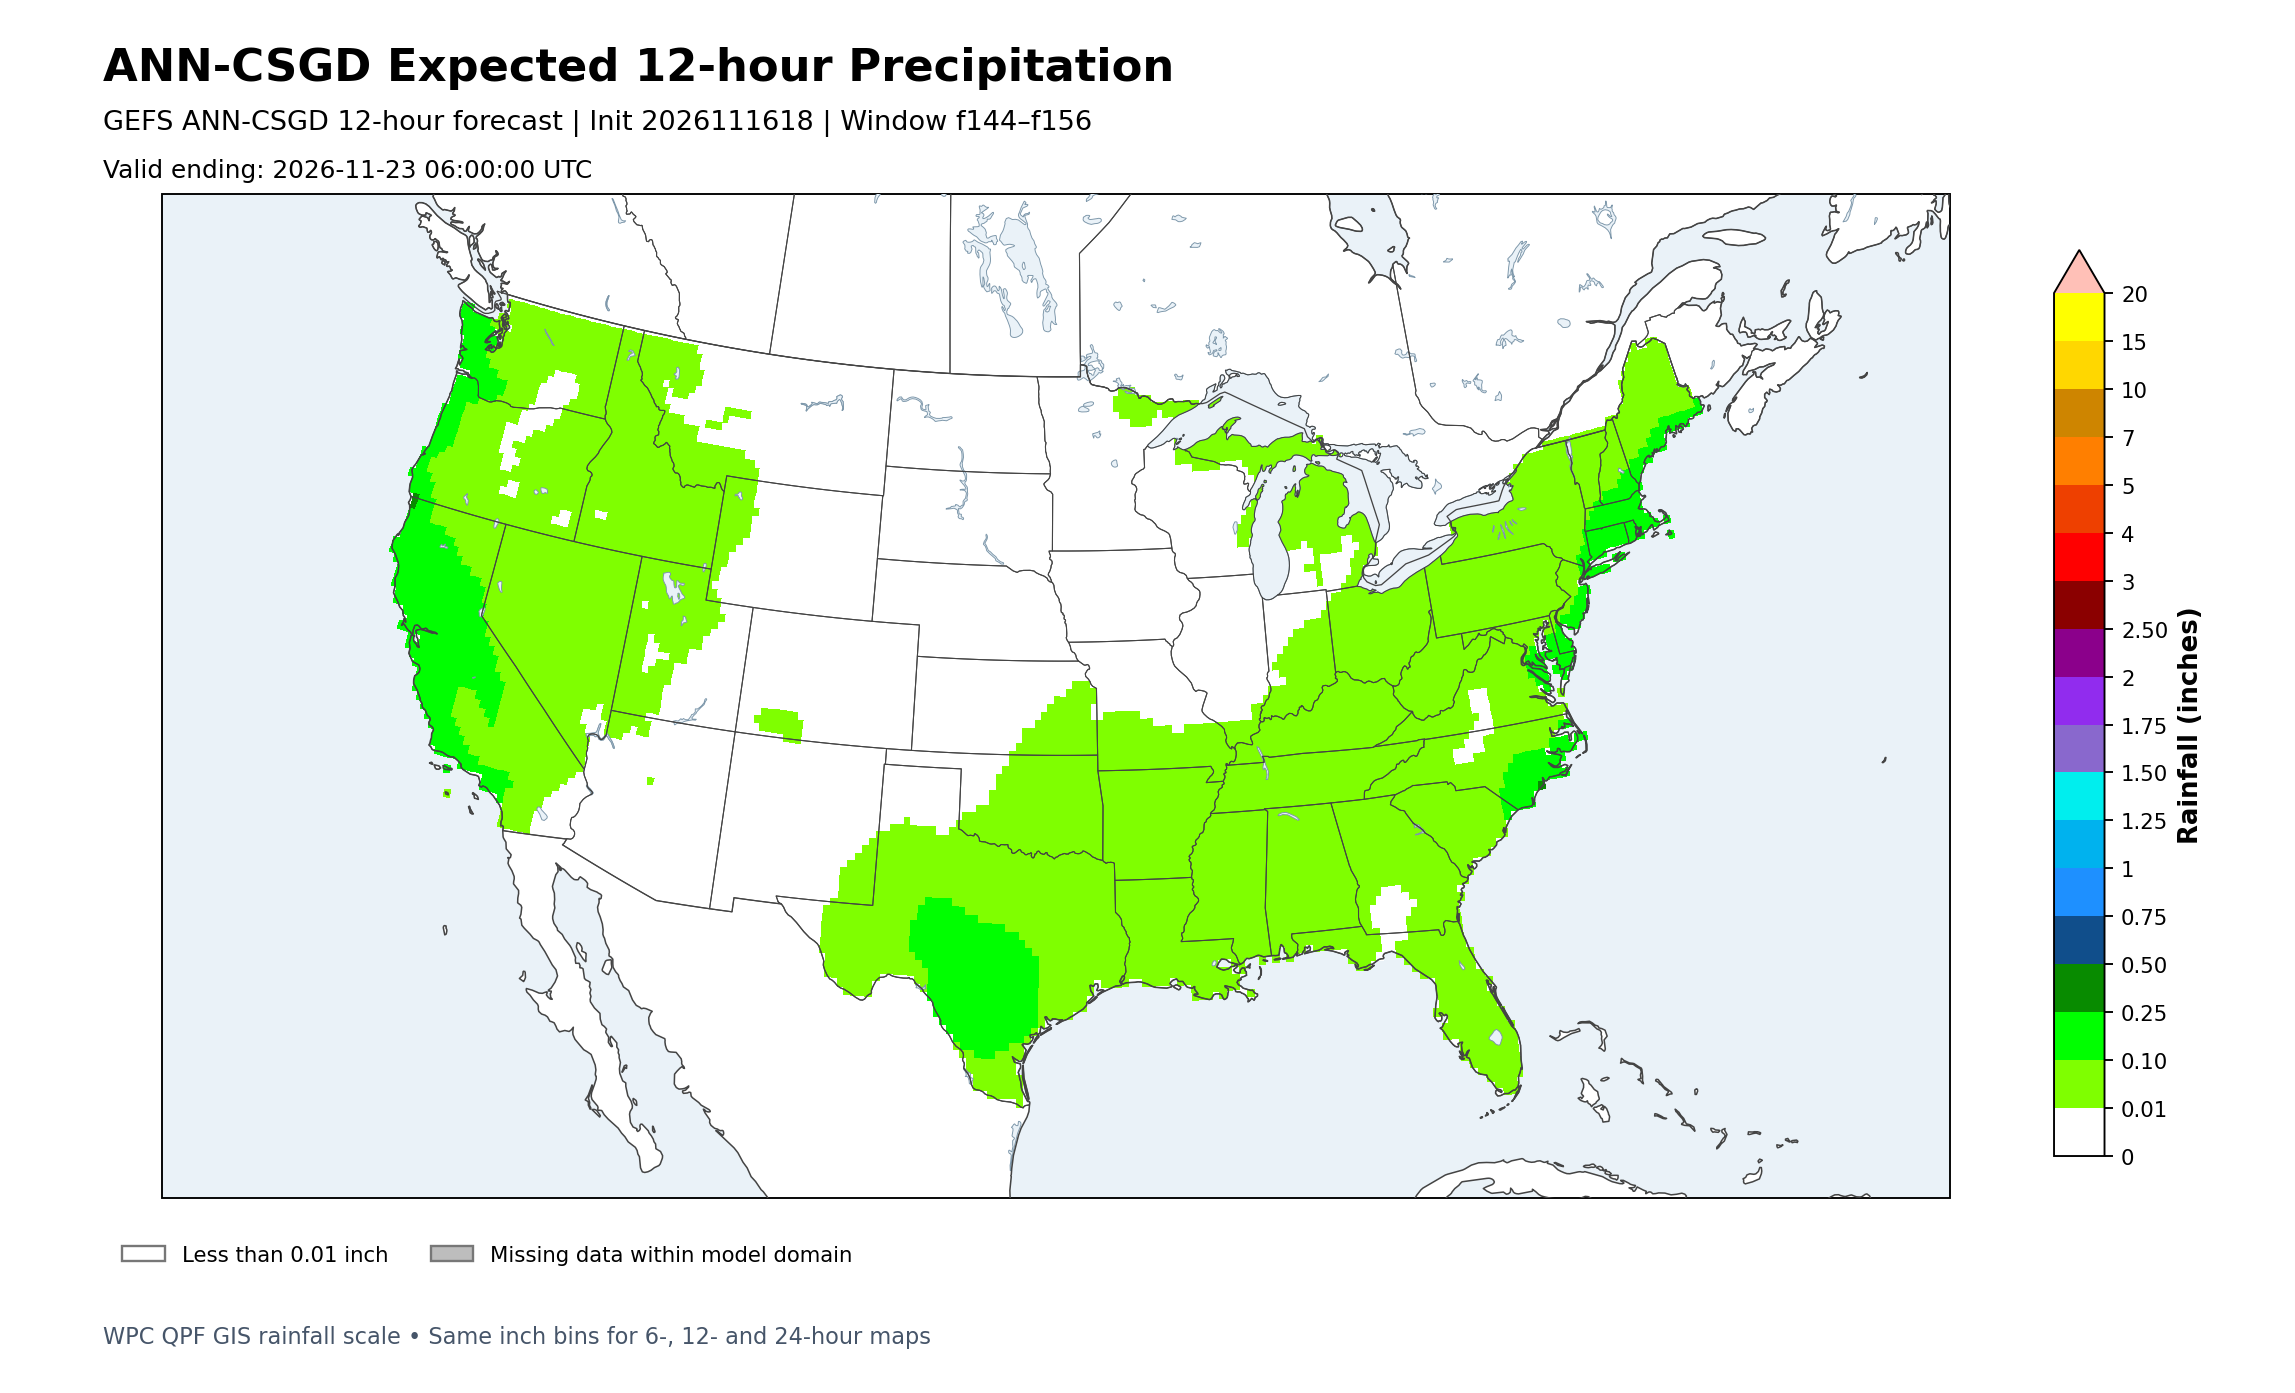 ANN-CSGD Expected 12-hour Precipitation
GEFS ANN-CSGD 12-hour forecast | Init 2026111618 | Window f144–f156
Valid ending: 2026-11-23 06:00:00 UTC
20
15
10
7
5
4
3
2.50
2
1.75
1.50
1.25
1
0.75
0.50
0.25
0.10
0.01
0
Rainfall (inches)
Less than 0.01 inch
Missing data within model domain
WPC QPF GIS rainfall scale • Same inch bins for 6-, 12- and 24-hour maps